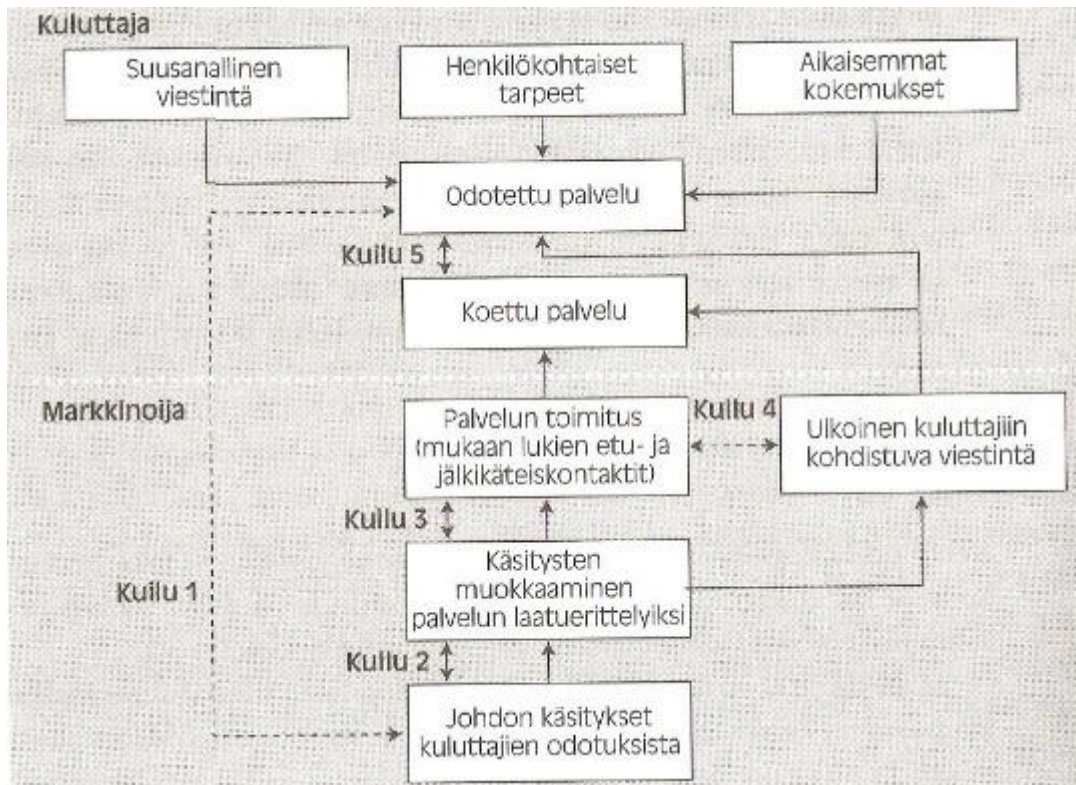 Kuluttaja
Suusanallinen
viestintä
Henkilökohtaiset
tarpeet
Aikaisemmat
kokemukset
Odotettu palvelu
Kuilu 5
Koettu palvelu
Markkinoija
Palvelun toimitus
(mukaan lukien etu- ja
jälkikäteiskontaktit)
Kuilu 4
Ulkoinen kuluttajiin
kohdistuva viestintä
Kuilu 3
Käsitysten
muokkaaminen
palvelun laatuerittelyiksi
Kuilu 1
Kuilu 2
Johdon käsitykset
kuluttajien odotuksista